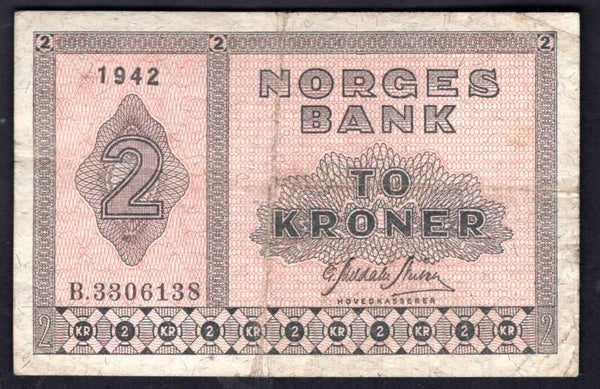 2 2 2
1942
NORGES
BANK
2
TO
KRONER
B.3306138
HOVEDKASSERER
2 KR 2 KR 2 KR 2 KR 2 KR 2 KR 2